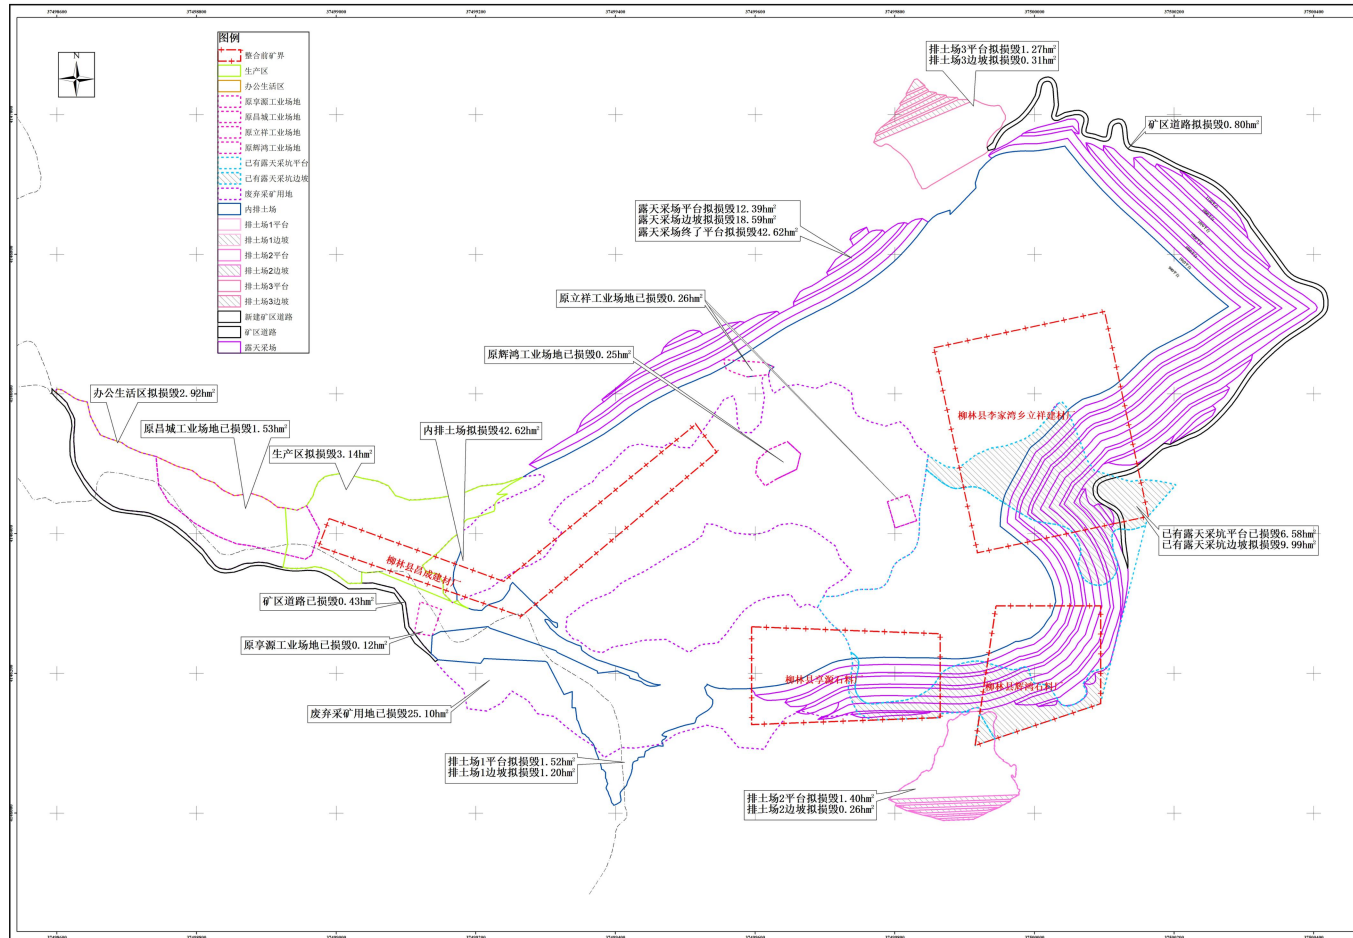 37498600
37498800
37499000
37499200
37499400
37499600
37499800
37500000
37500200
37500400
图例
整合前矿界
生产区
办公生活区
原享源工业场地
原昌城工业场地
原立祥工业场地
原辉鸿工业场地
已有露天采坑平台
已有露天采坑边坡
废弃采矿用地
内排土场
排土场1平台
排土场1边坡
排土场2平台
排土场2边坡
排土场3平台
排土场3边坡
新建矿区道路
矿区道路
露天采场
N
排土场3平台拟损毁1.27hm²
排土场3边坡拟损毁0.31hm²
矿区道路拟损毁0.80hm²
露天采场平台拟损毁12.39hm²
露天采场边坡拟损毁18.59hm²
露天采场终了平台拟损毁42.62hm²
原立祥工业场地已损毁0.26hm²
原辉鸿工业场地已损毁0.25hm²
办公生活区拟损毁2.92hm²
原昌城工业场地已损毁1.53hm²
内排土场拟损毁42.62hm²
生产区拟损毁3.14hm²
柳林县李家湾乡立祥建材厂
已有露天采坑平台已损毁6.58hm²
已有露天采坑边坡拟损毁9.99hm²
柳林县昌成建材厂
矿区道路已损毁0.43hm²
原享源工业场地已损毁0.12hm²
柳林县享源石料厂
柳林县辉鸿石料厂
废弃采矿用地已损毁25.10hm²
排土场1平台拟损毁1.52hm²
排土场1边坡拟损毁1.20hm²
排土场2平台拟损毁1.40hm²
排土场2边坡拟损毁0.26hm²
37498600
37498800
37499000
37499200
37499400
37499600
37499800
37500000
37500200
37500400